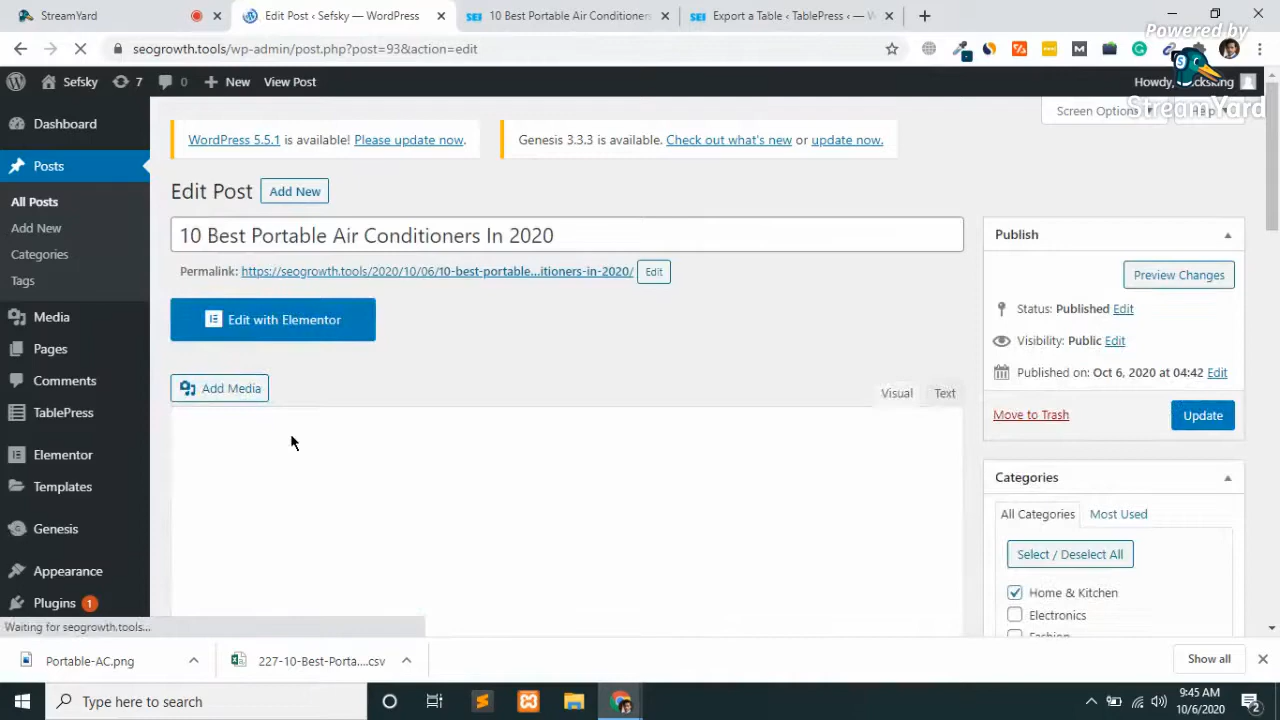 StreamYard
Edit Post ‹ Sefsky — WordPress
10 Best Portable Air Conditioners
Export a Table ‹ TablePress ‹ — W
Powered by
StreamYard
seogrowth.tools/wp-admin/post.php?post=93&action=edit
Sefsky
7
0
New
View Post
Howdy,
Screen Options
Help
Dashboard
Posts
All Posts
Add New
Categories
Tags
Media
Pages
Comments
TablePress
Elementor
Templates
Genesis
Appearance
Plugins 1
WordPress 5.5.1 is available! Please update now.
Genesis 3.3.3 is available. Check out what's new or update now.
Edit Post
Add New
10 Best Portable Air Conditioners In 2020
Permalink: https://seogrowth.tools/2020/10/06/10-best-portable...itioners-in-2020/ Edit
Edit with Elementor
Add Media
Visual
Text
Publish
Preview Changes
Status: Published Edit
Visibility: Public Edit
Published on: Oct 6, 2020 at 04:42 Edit
Move to Trash
Update
Categories
All Categories
Most Used
Select / Deselect All
Home & Kitchen
Electronics
Fashion
Waiting for seogrowth.tools...
Portable-AC.png
227-10-Best-Porta....csv
Show all
Type here to search
9:45 AM
10/6/2020
2